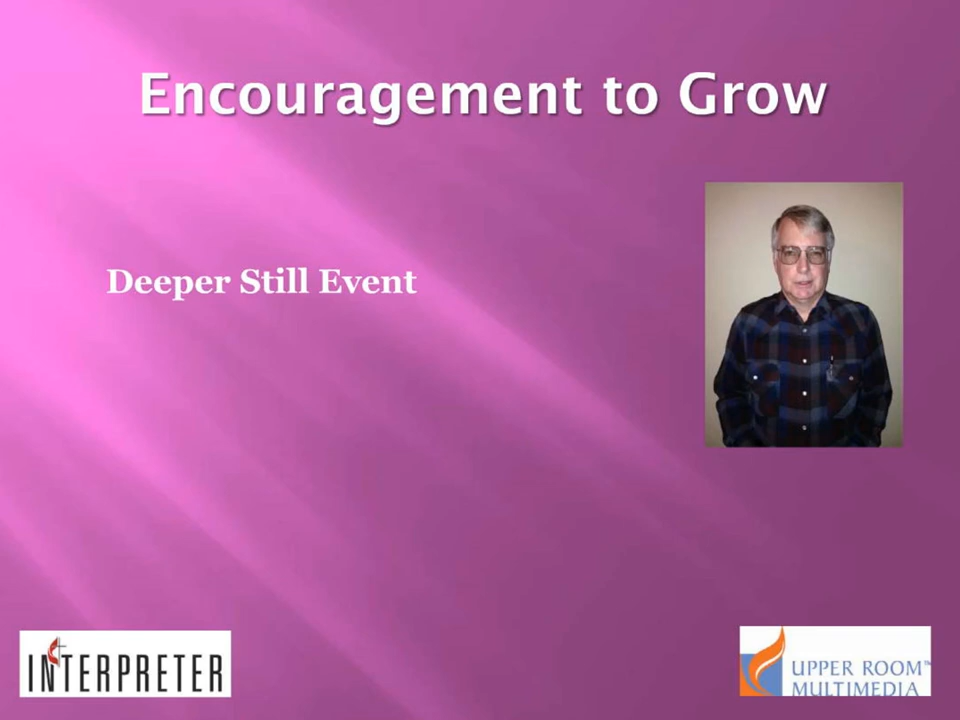 Encouragement to Grow
Deeper Still Event
INTERPRETER
UPPER ROOM™
MULTIMEDIA